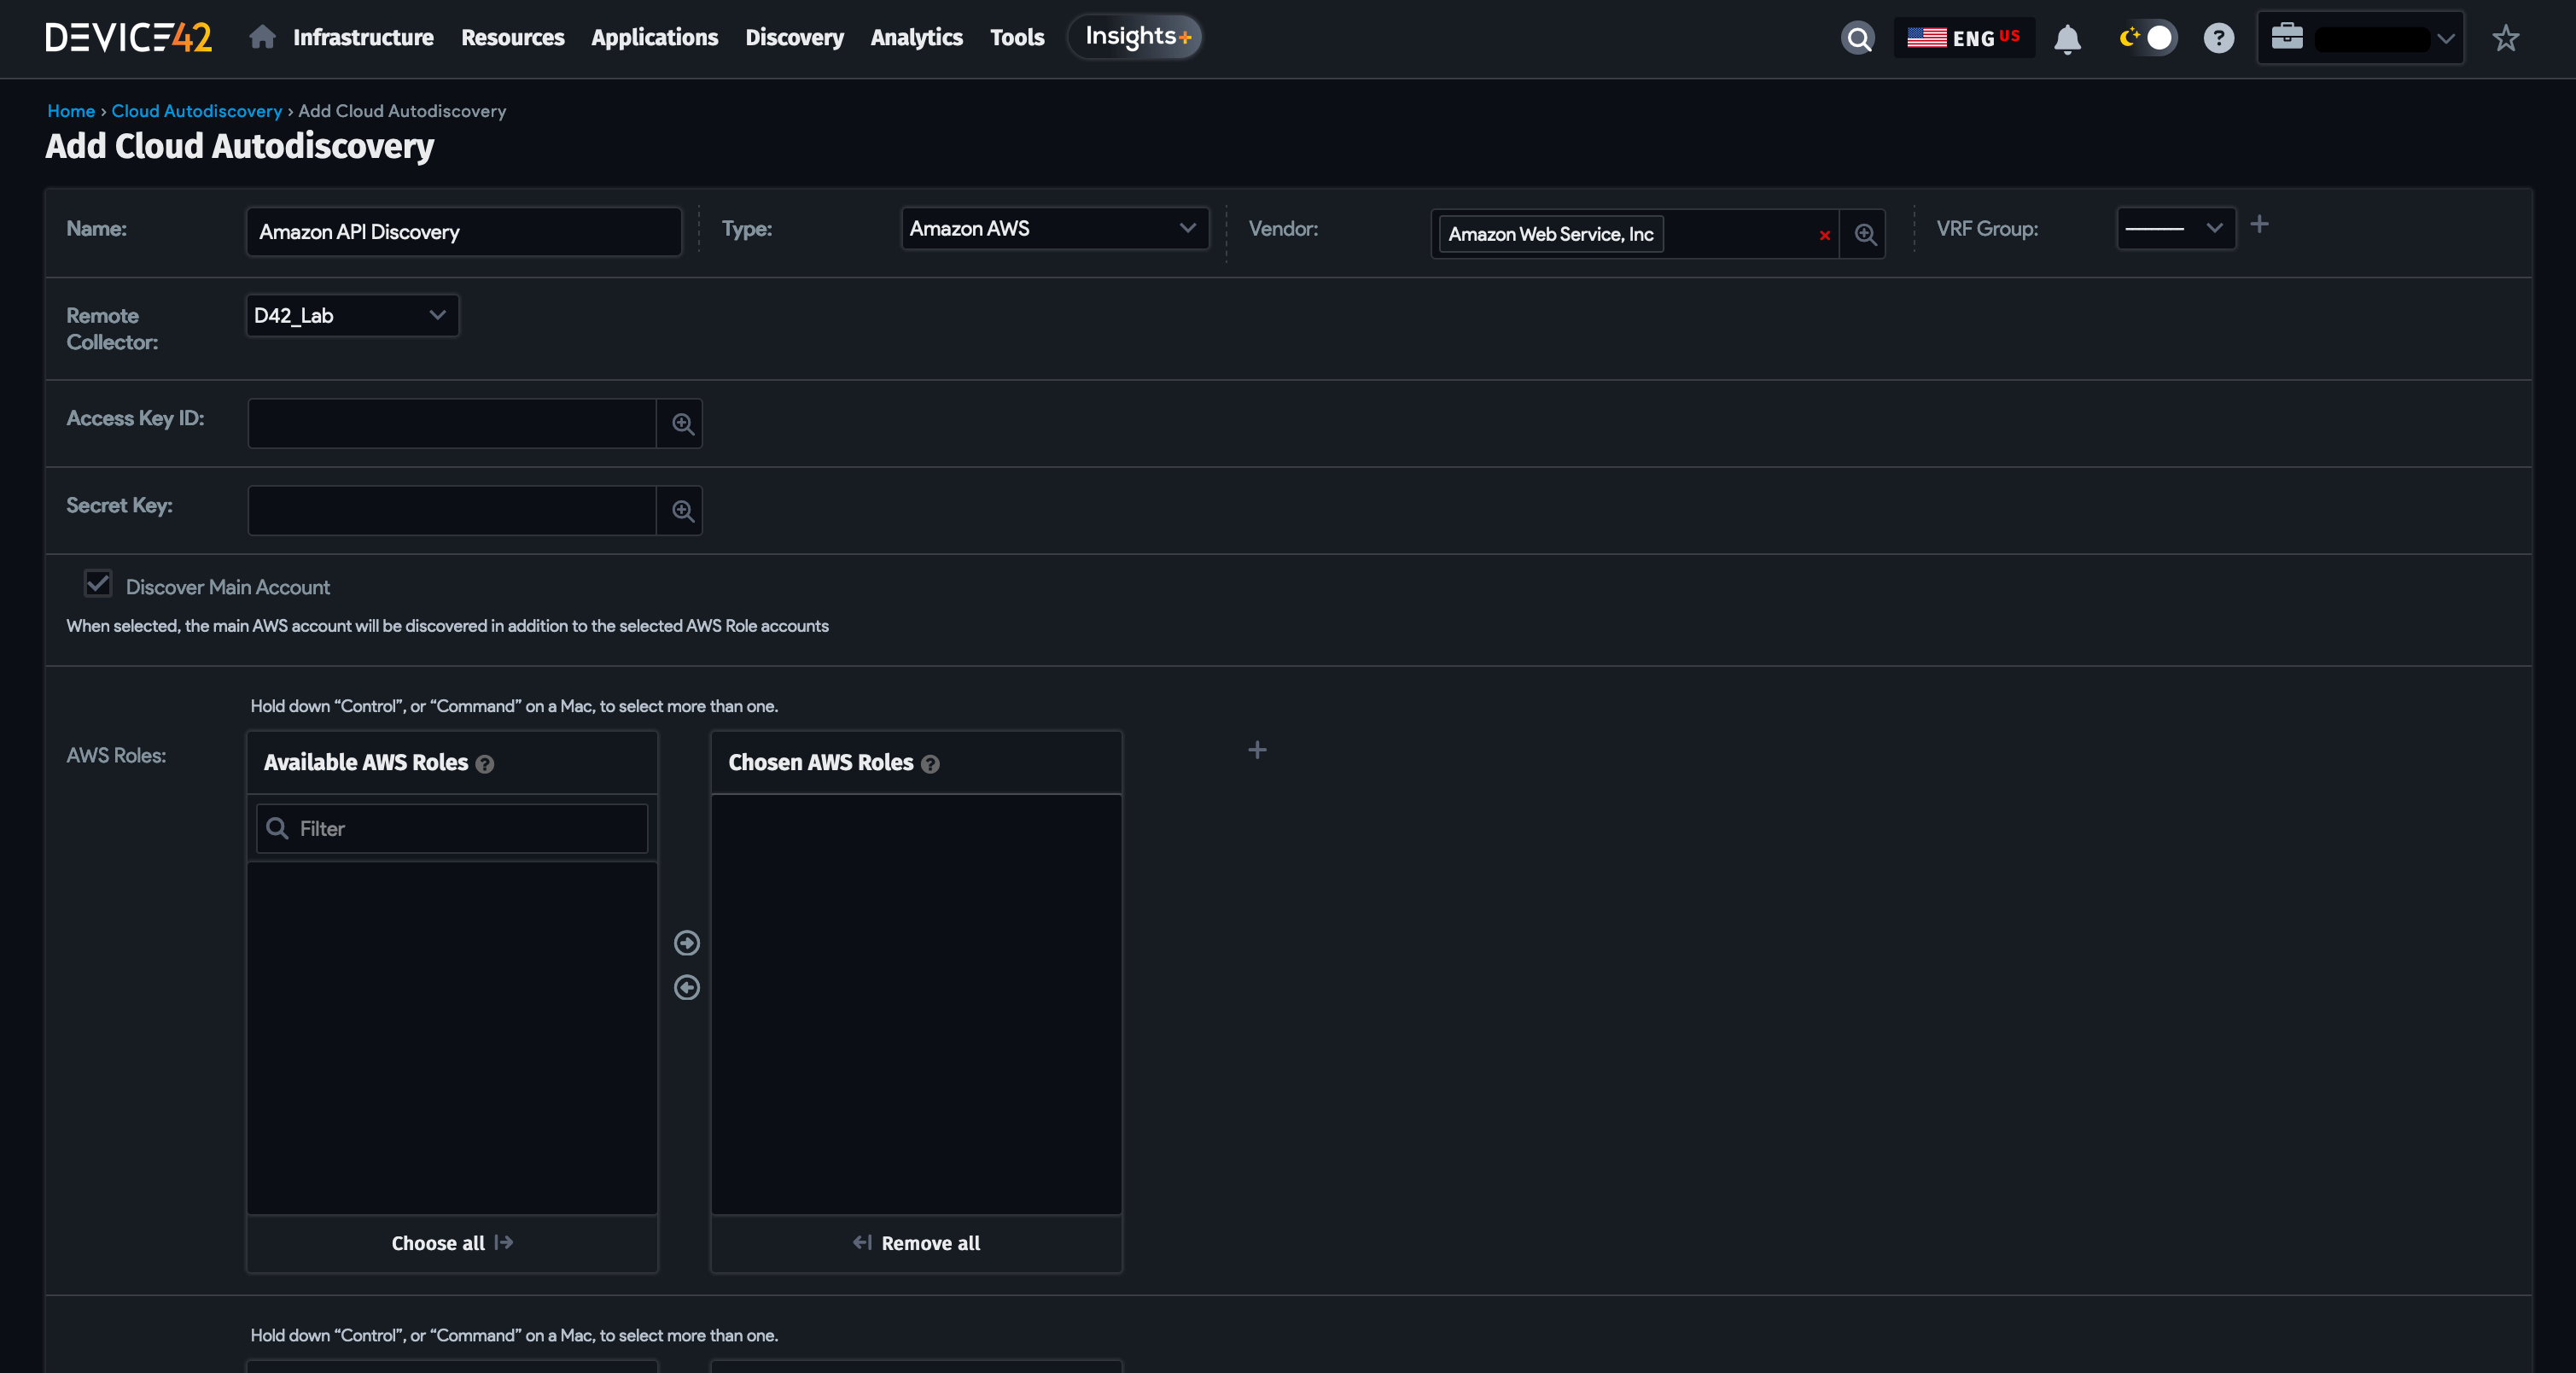 DEVICE42 Infrastructure Resources Applications Discovery Analytics Tools Insights+ ENG US ?
Home › Cloud Autodiscovery › Add Cloud Autodiscovery
Add Cloud Autodiscovery
Name: Amazon API Discovery Type: Amazon AWS Vendor: Amazon Web Service, Inc VRF Group:
Remote
Collector:
D42_Lab
Access Key ID:
Secret Key:
Discover Main Account
When selected, the main AWS account will be discovered in addition to the selected AWS Role accounts
Hold down “Control”, or “Command” on a Mac, to select more than one.
AWS Roles:
Available AWS Roles ? Chosen AWS Roles ?
Filter
Choose all Remove all
Hold down “Control”, or “Command” on a Mac, to select more than one.